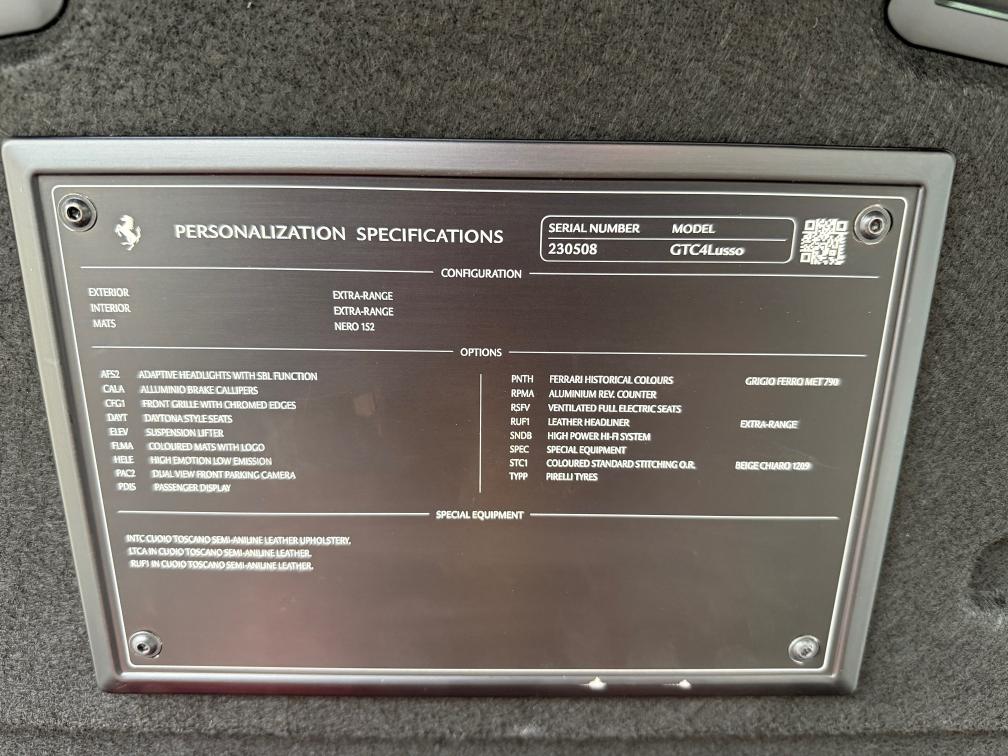 PERSONALIZATION SPECIFICATIONS
SERIAL NUMBER MODEL
230508 GTC4Lusso
CONFIGURATION
EXTERIOR EXTRA-RANGE
INTERIOR EXTRA-RANGE
MATS NERO 152
OPTIONS
AFS2 ADAPTIVE HEADLIGHTS WITH SBL FUNCTION
CALA ALLUMINIO BRAKE CALLIPERS
CFG1 FRONT GRILLE WITH CHROMED EDGES
DAYT DAYTONA STYLE SEATS
ELEV SUSPENSION LIFTER
FLMA COLOURED MATS WITH LOGO
HELE HIGH EMOTION LOW EMISSION
PAC2 DUAL VIEW FRONT PARKING CAMERA
PDIS PASSENGER DISPLAY
PNTH FERRARI HISTORICAL COLOURS GRIGIO FERRO MET 790
RPMA ALUMINIUM REV. COUNTER
RSFV VENTILATED FULL ELECTRIC SEATS
RUF1 LEATHER HEADLINER EXTRA-RANGE
SNDB HIGH POWER HI-FI SYSTEM
SPEC SPECIAL EQUIPMENT
STC1 COLOURED STANDARD STITCHING O.R. BEIGE CHIARO 1209
TYPP PIRELLI TYRES
SPECIAL EQUIPMENT
INTC CUOIO TOSCANO SEMI-ANILINE LEATHER UPHOLSTERY.
LTCA IN CUOIO TOSCANO SEMI-ANILINE LEATHER.
RUF1 IN CUOIO TOSCANO SEMI-ANILINE LEATHER.